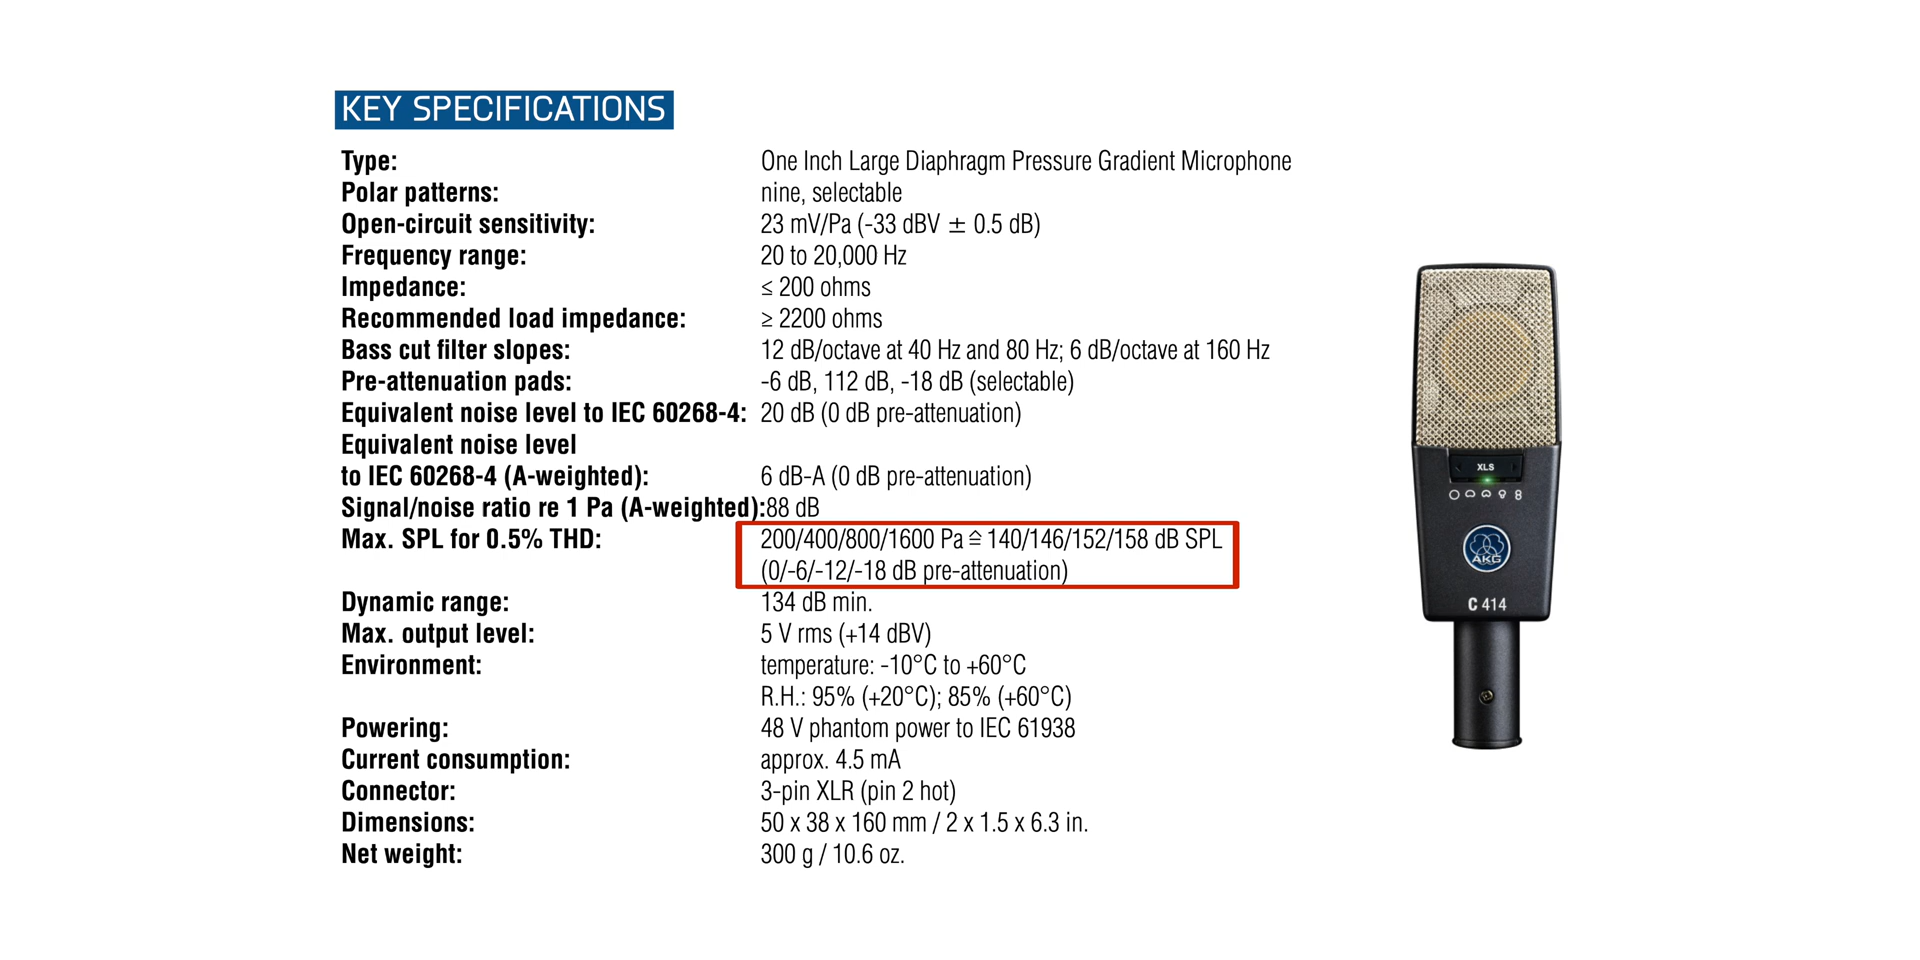 KEY SPECIFICATIONS
Type: One Inch Large Diaphragm Pressure Gradient Microphone
Polar patterns: nine, selectable
Open-circuit sensitivity: 23 mV/Pa (-33 dBV ± 0.5 dB)
Frequency range: 20 to 20,000 Hz
Impedance: ≤ 200 ohms
Recommended load impedance: ≥ 2200 ohms
Bass cut filter slopes: 12 dB/octave at 40 Hz and 80 Hz; 6 dB/octave at 160 Hz
Pre-attenuation pads: -6 dB, 112 dB, -18 dB (selectable)
Equivalent noise level to IEC 60268-4: 20 dB (0 dB pre-attenuation)
Equivalent noise level
to IEC 60268-4 (A-weighted): 6 dB-A (0 dB pre-attenuation)
Signal/noise ratio re 1 Pa (A-weighted): 88 dB
Max. SPL for 0.5% THD: 200/400/800/1600 Pa ≙ 140/146/152/158 dB SPL
(0/-6/-12/-18 dB pre-attenuation)
Dynamic range: 134 dB min.
Max. output level: 5 V rms (+14 dBV)
Environment: temperature: -10°C to +60°C
R.H.: 95% (+20°C); 85% (+60°C)
Powering: 48 V phantom power to IEC 61938
Current consumption: approx. 4.5 mA
Connector: 3-pin XLR (pin 2 hot)
Dimensions: 50 x 38 x 160 mm / 2 x 1.5 x 6.3 in.
Net weight: 300 g / 10.6 oz.
XLS
AKG
C 414